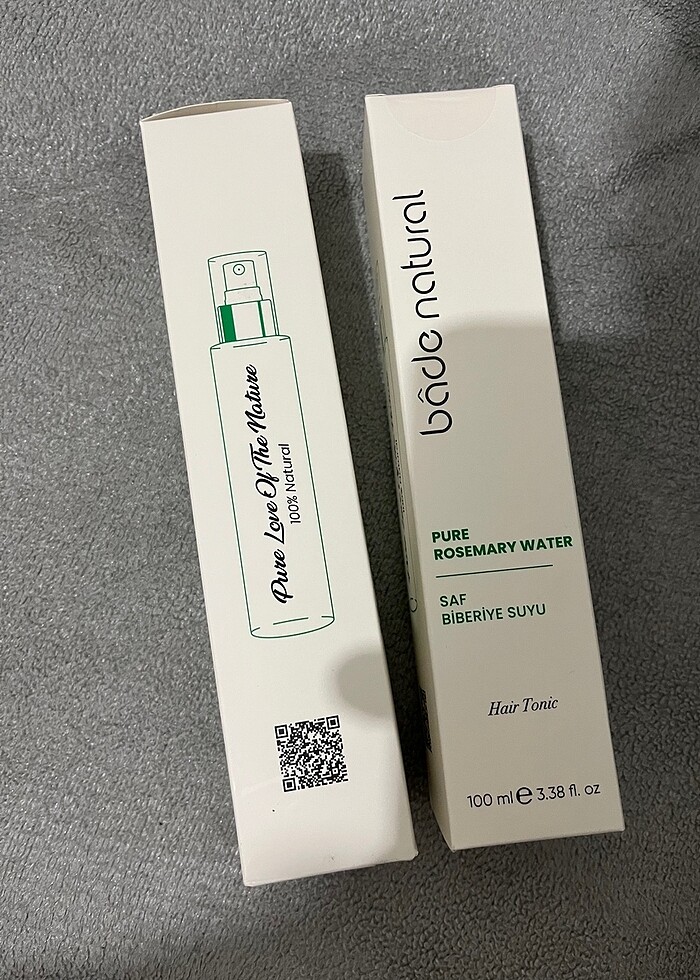 Pure Love Of The Nature
100% Natural
bâde natural
PURE
ROSEMARY WATER
SAF
BİBERİYE SUYU
Hair Tonic
100 ml ℮ 3.38 fl. oz